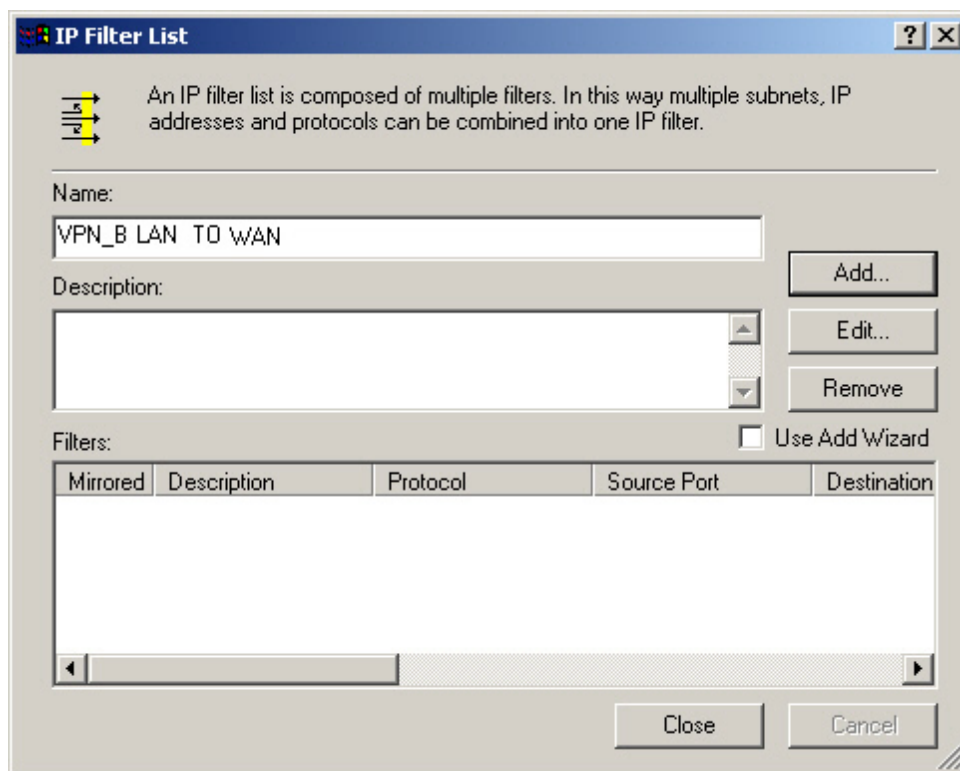 IP Filter List
An IP filter list is composed of multiple filters. In this way multiple subnets, IP
addresses and protocols can be combined into one IP filter.
Name:
VPN_B LAN TO WAN
Add...
Description:
Edit...
Remove
Filters:
Use Add Wizard
Mirrored Description Protocol Source Port Destination
Close Cancel